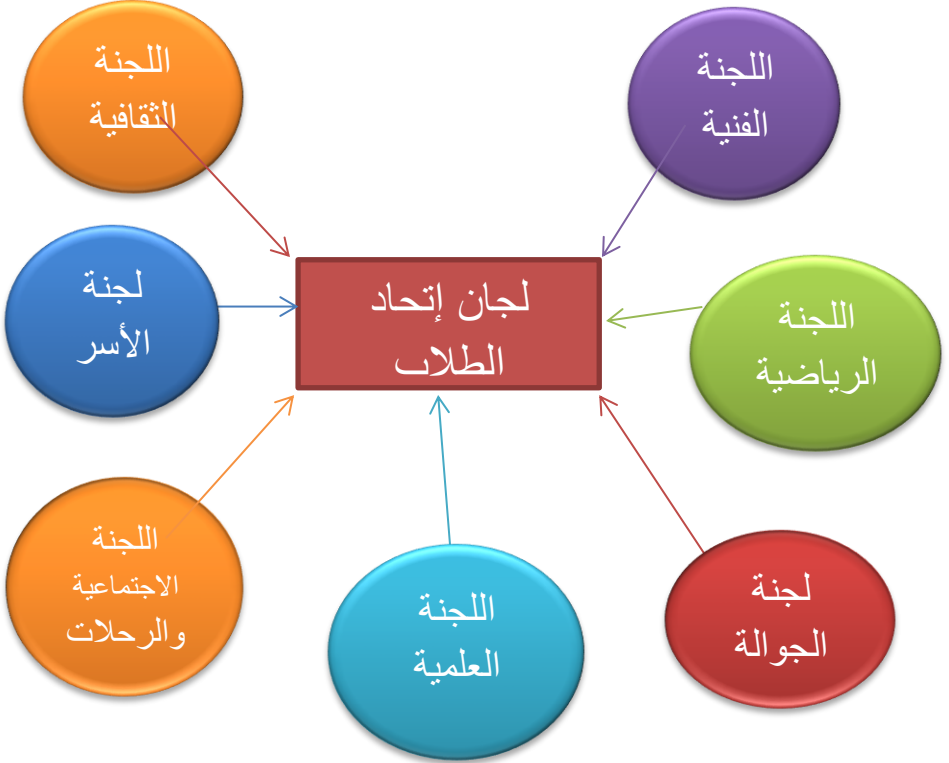 اللجنة
الفنية
اللجنة
الثقافية
لجنة
الأسر
لجان إتحاد
الطلاب
اللجنة
الرياضية
اللجنة
الاجتماعية
والرحلات
اللجنة
العلمية
لجنة
الجوالة